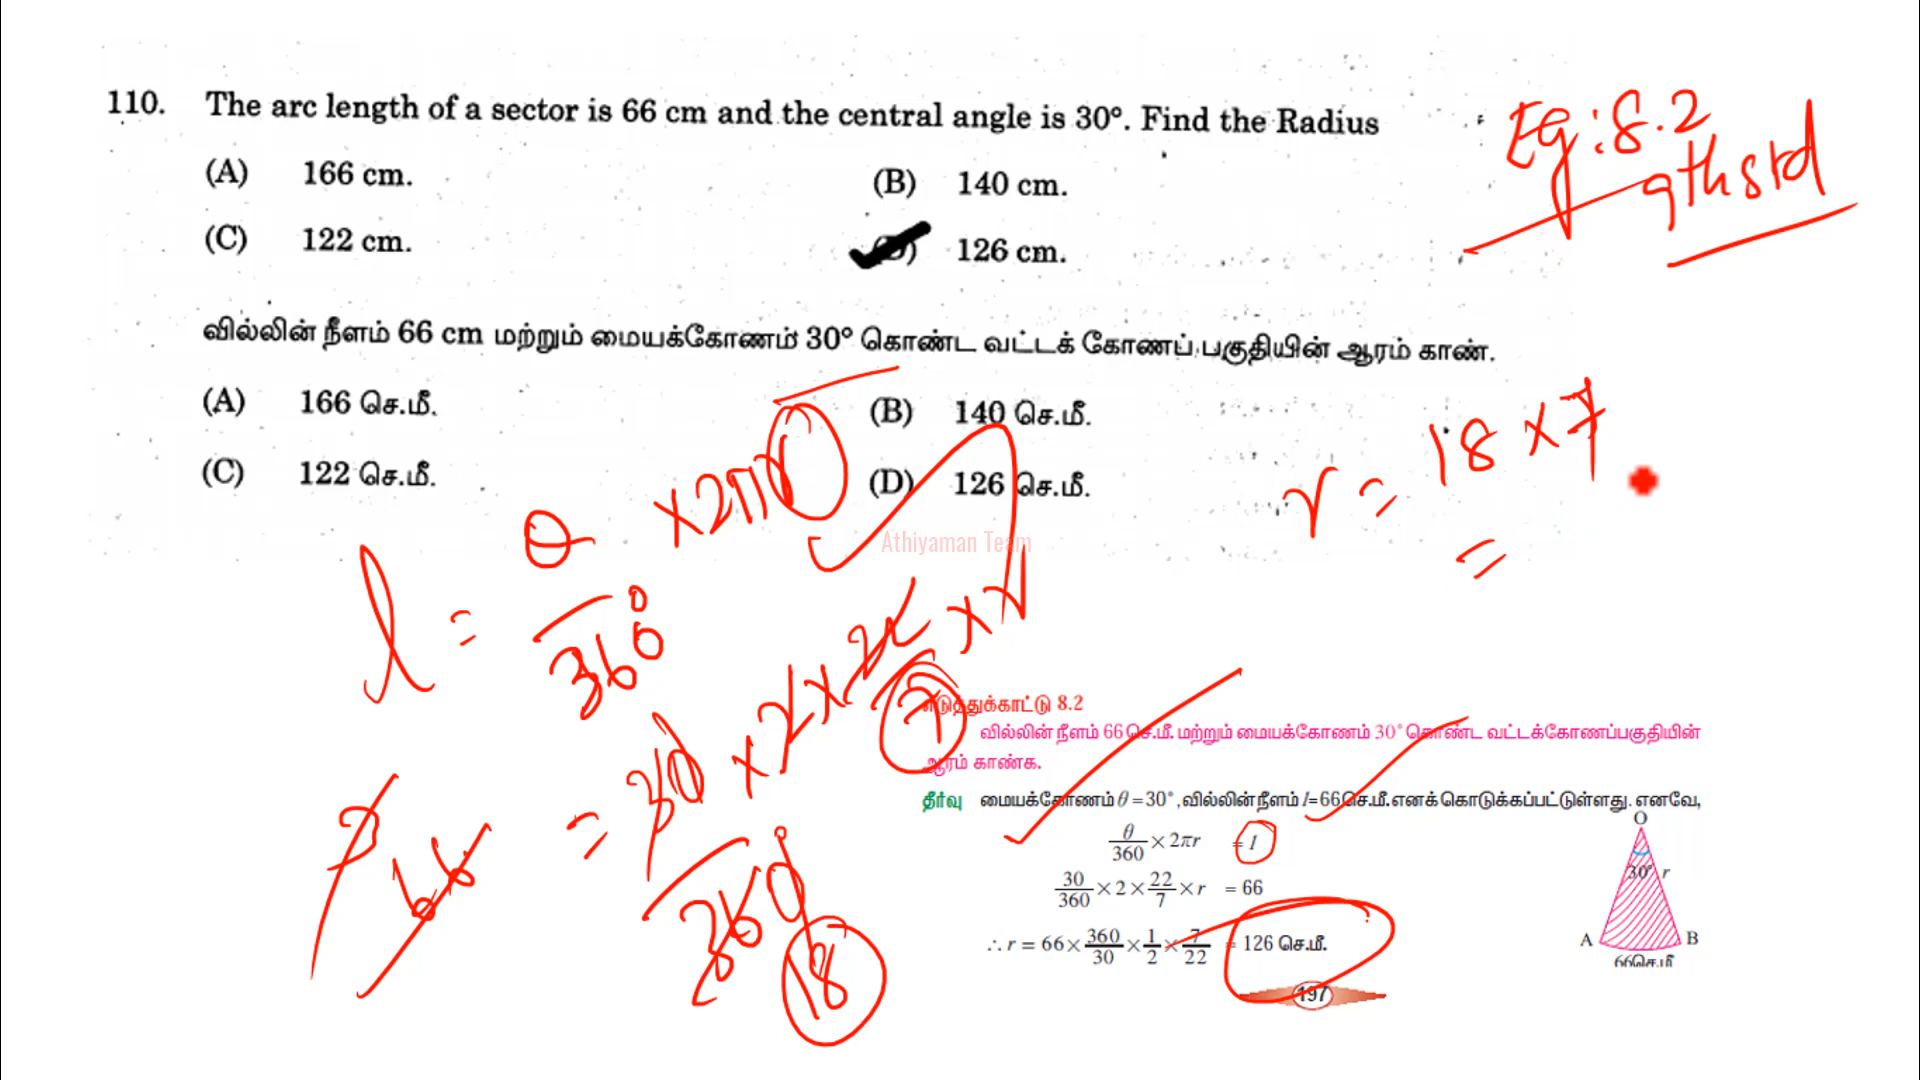 110. The arc length of a sector is 66 cm and the central angle is 30°. Find the Radius
(A) 166 cm. (B) 140 cm.
(C) 122 cm. (D) 126 cm.
Eg : 8.2
9th std
வில்லின் நீளம் 66 cm மற்றும் மையக்கோணம் 30° கொண்ட வட்டக் கோணப் பகுதியின் ஆரம் காண்.
(A) 166 செ.மீ. (B) 140 செ.மீ.
(C) 122 செ.மீ. (D) 126 செ.மீ.
Athiyaman Team
l = θ/360° × 2πr
66 = 30/360 × 2 × 22/7 × r
3
18
r = 18 × 7
=
எடுத்துக்காட்டு 8.2
வில்லின் நீளம் 66 செ.மீ. மற்றும் மையக்கோணம் 30° கொண்ட வட்டக்கோணப்பகுதியின்
ஆரம் காண்க.
தீர்வு மையக்கோணம் θ = 30°, வில்லின் நீளம் l = 66 செ.மீ. எனக் கொடுக்கப்பட்டுள்ளது. எனவே,
θ/360 × 2πr = l
30/360 × 2 × 22/7 × r = 66
∴ r = 66 × 360/30 × 1/2 × 7/22 = 126 செ.மீ.
O
30° r
A B
66செ.மீ
197